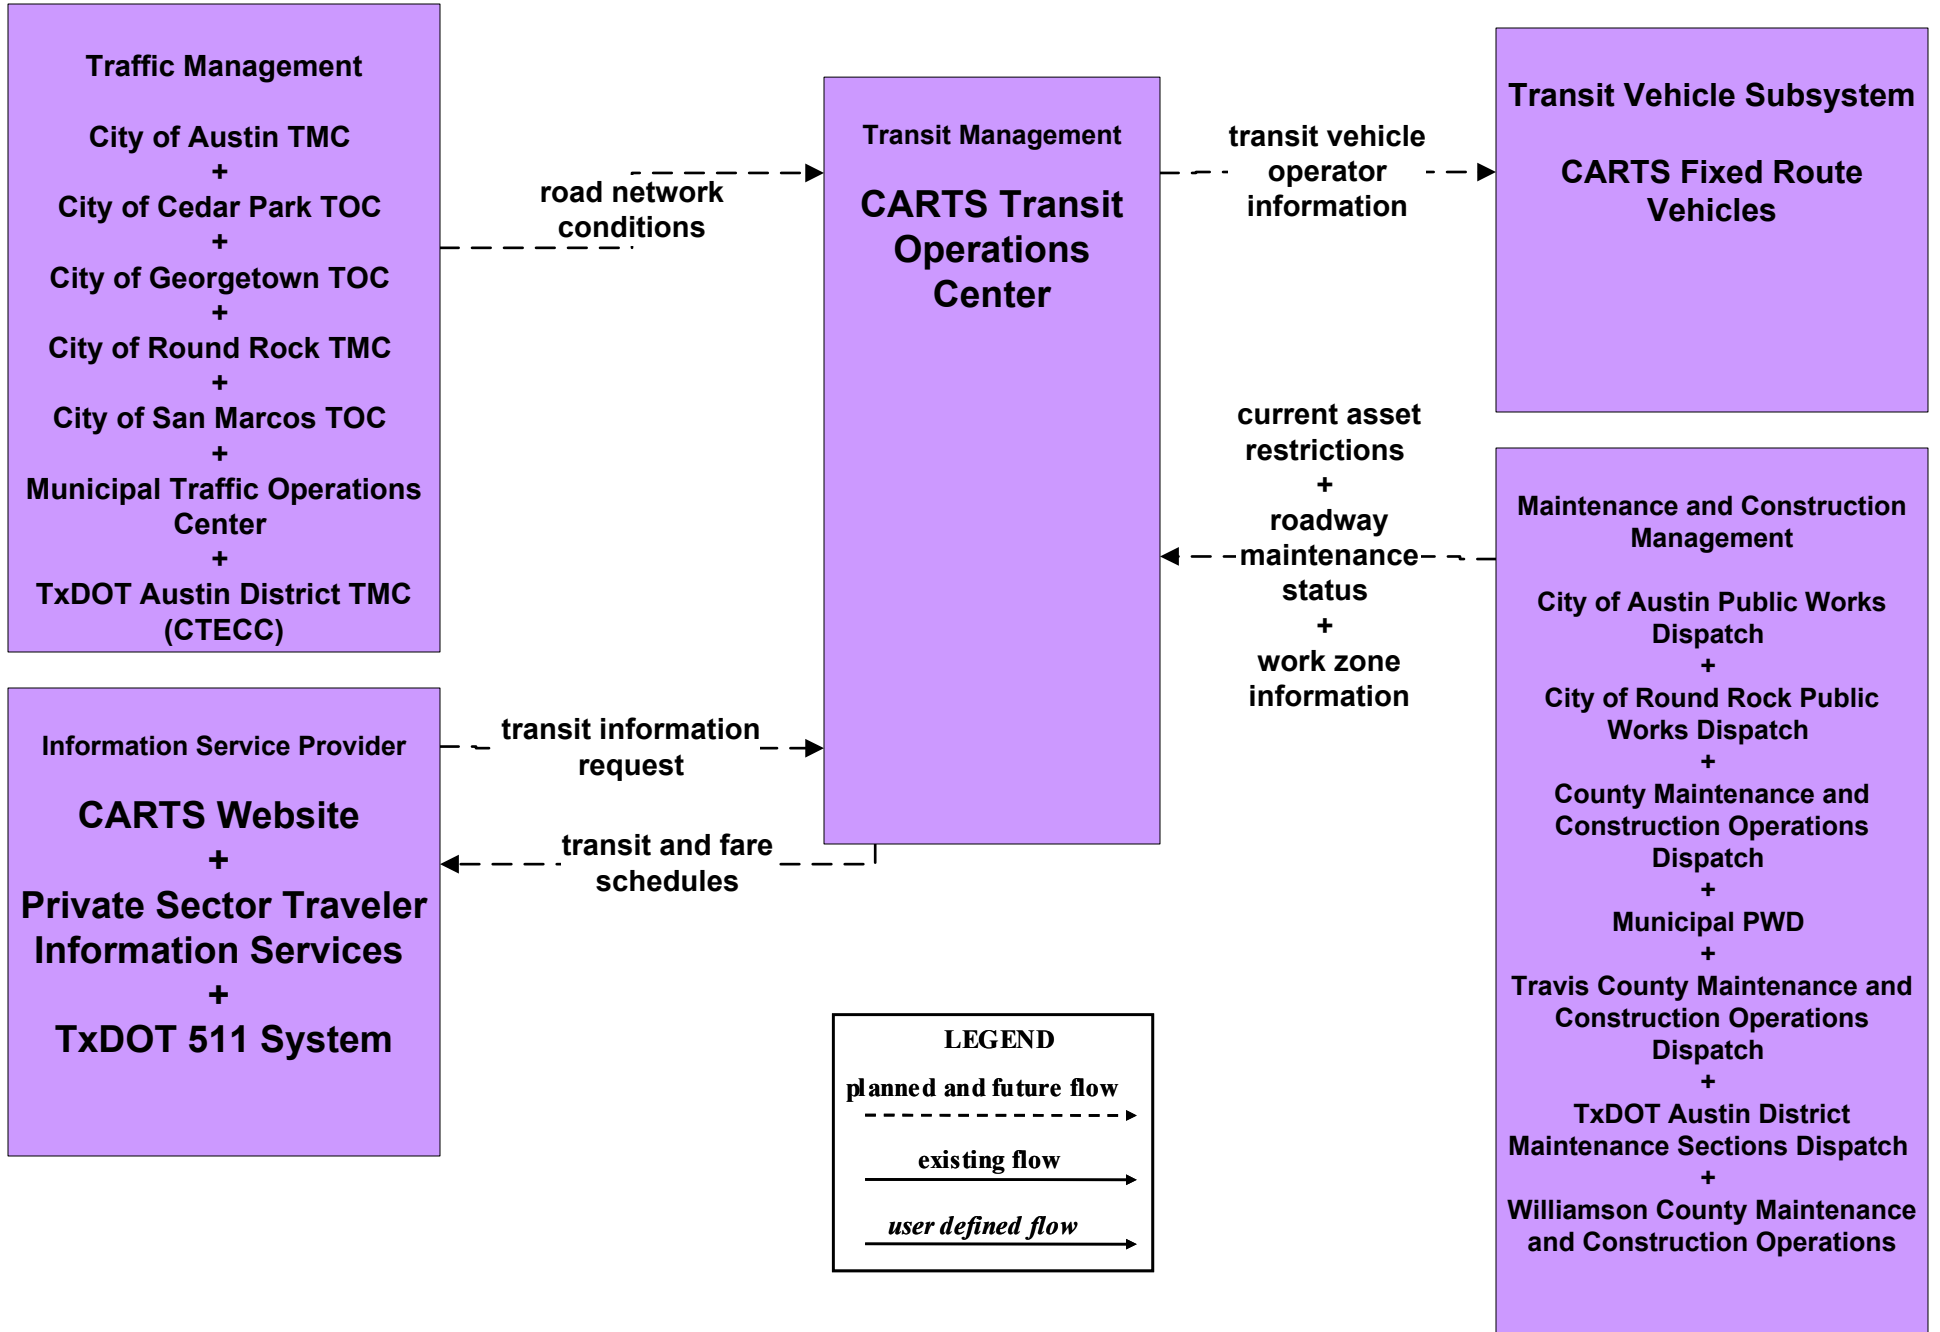 Traffic Management
City of Austin TMC
+
City of Cedar Park TOC
+
City of Georgetown TOC
+
City of Round Rock TMC
+
City of San Marcos TOC
+
Municipal Traffic Operations
Center
+
TxDOT Austin District TMC
(CTECC)
road network
conditions
Transit Management
CARTS Transit
Operations
Center
transit vehicle
operator
information
Transit Vehicle Subsystem
CARTS Fixed Route
Vehicles
current asset
restrictions
+
roadway
maintenance
status
+
work zone
information
Maintenance and Construction
Management
City of Austin Public Works
Dispatch
+
City of Round Rock Public
Works Dispatch
+
County Maintenance and
Construction Operations
Dispatch
+
Municipal PWD
+
Travis County Maintenance and
Construction Operations
Dispatch
+
TxDOT Austin District
Maintenance Sections Dispatch
+
Williamson County Maintenance
and Construction Operations
Information Service Provider
CARTS Website
+
Private Sector Traveler
Information Services
+
TxDOT 511 System
transit information
request
transit and fare
schedules
LEGEND
planned and future flow
existing flow
user defined flow